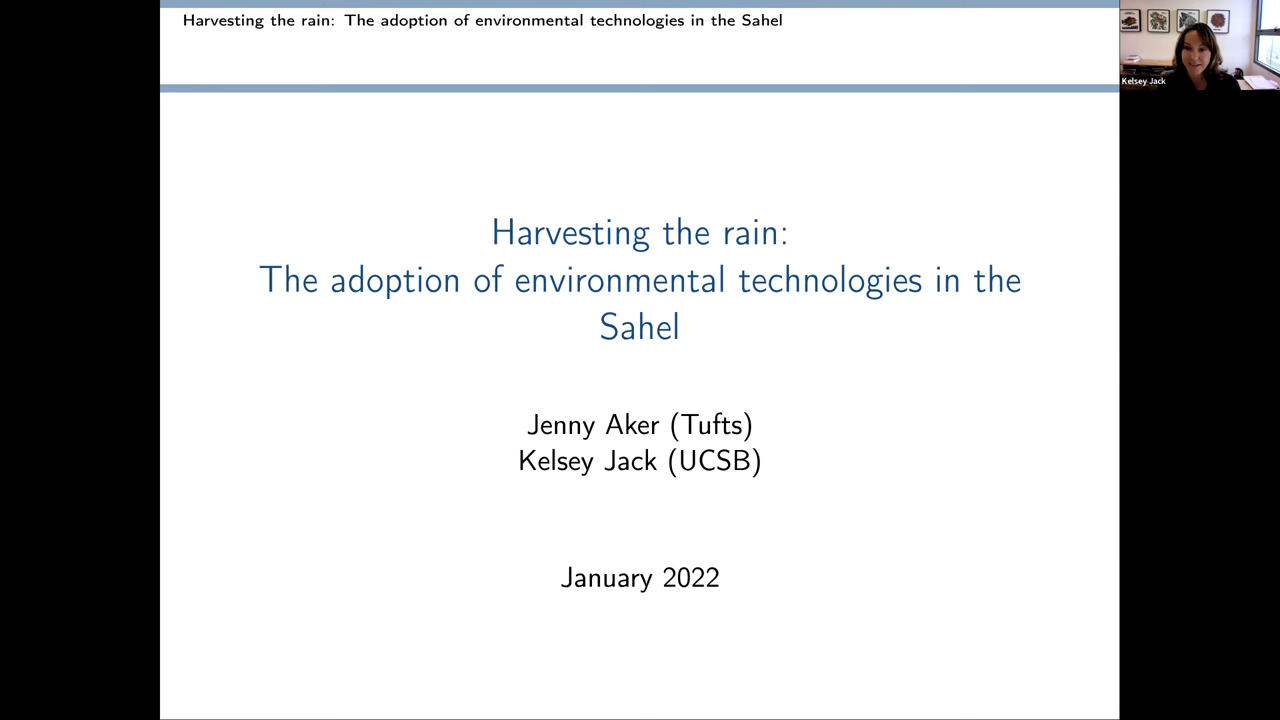 Harvesting the rain: The adoption of environmental technologies in the Sahel
Kelsey Jack
Harvesting the rain:
The adoption of environmental technologies in the
Sahel
Jenny Aker (Tufts)
Kelsey Jack (UCSB)
January 2022